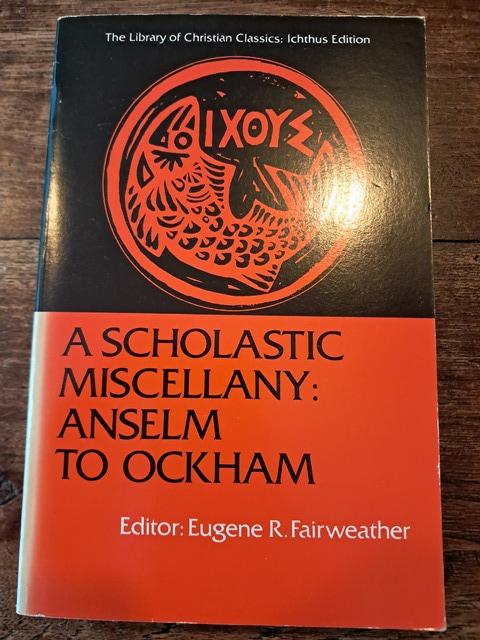 The Library of Christian Classics: Ichthus Edition
ΙΧΘΥΣ
A SCHOLASTIC
MISCELLANY:
ANSELM
TO OCKHAM
Editor: Eugene R. Fairweather